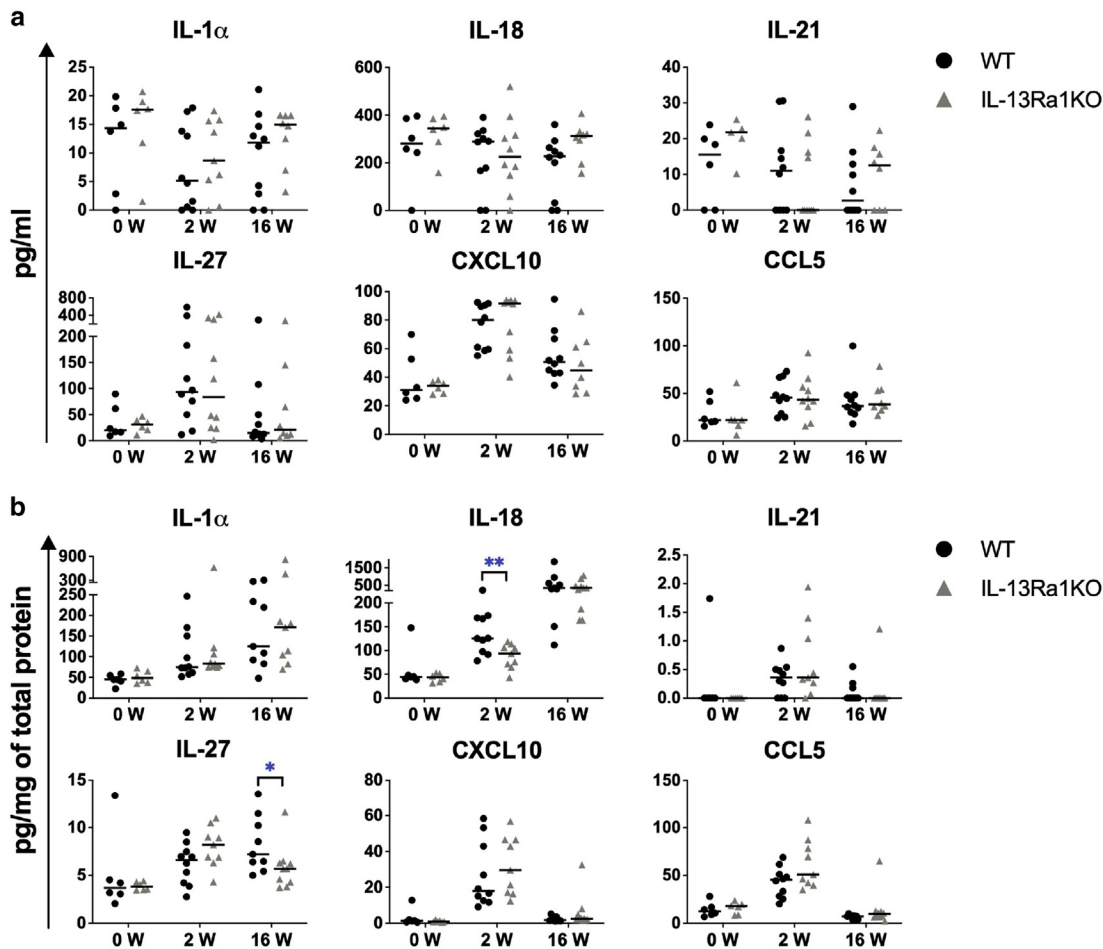 a
IL-1α
IL-18
IL-21
WT
IL-13Ra1KO
pg/ml
25
20
15
10
5
0
0 W 2 W 16 W
600
400
200
0
0 W 2 W 16 W
40
30
20
10
0
0 W 2 W 16 W
IL-27
CXCL10
CCL5
800
400
200
150
100
50
0
0 W 2 W 16 W
100
80
60
40
20
0
0 W 2 W 16 W
150
100
50
0
0 W 2 W 16 W
b
IL-1α
IL-18
IL-21
WT
IL-13Ra1KO
pg/mg of total protein
900
300
250
200
150
100
50
0
0 W 2 W 16 W
1500
500
200
150
100
50
0
**
0 W 2 W 16 W
2.5
2.0
1.5
1.0
0.5
0.0
0 W 2 W 16 W
IL-27
CXCL10
CCL5
15
10
5
0
*
0 W 2 W 16 W
80
60
40
20
0
0 W 2 W 16 W
150
100
50
0
0 W 2 W 16 W